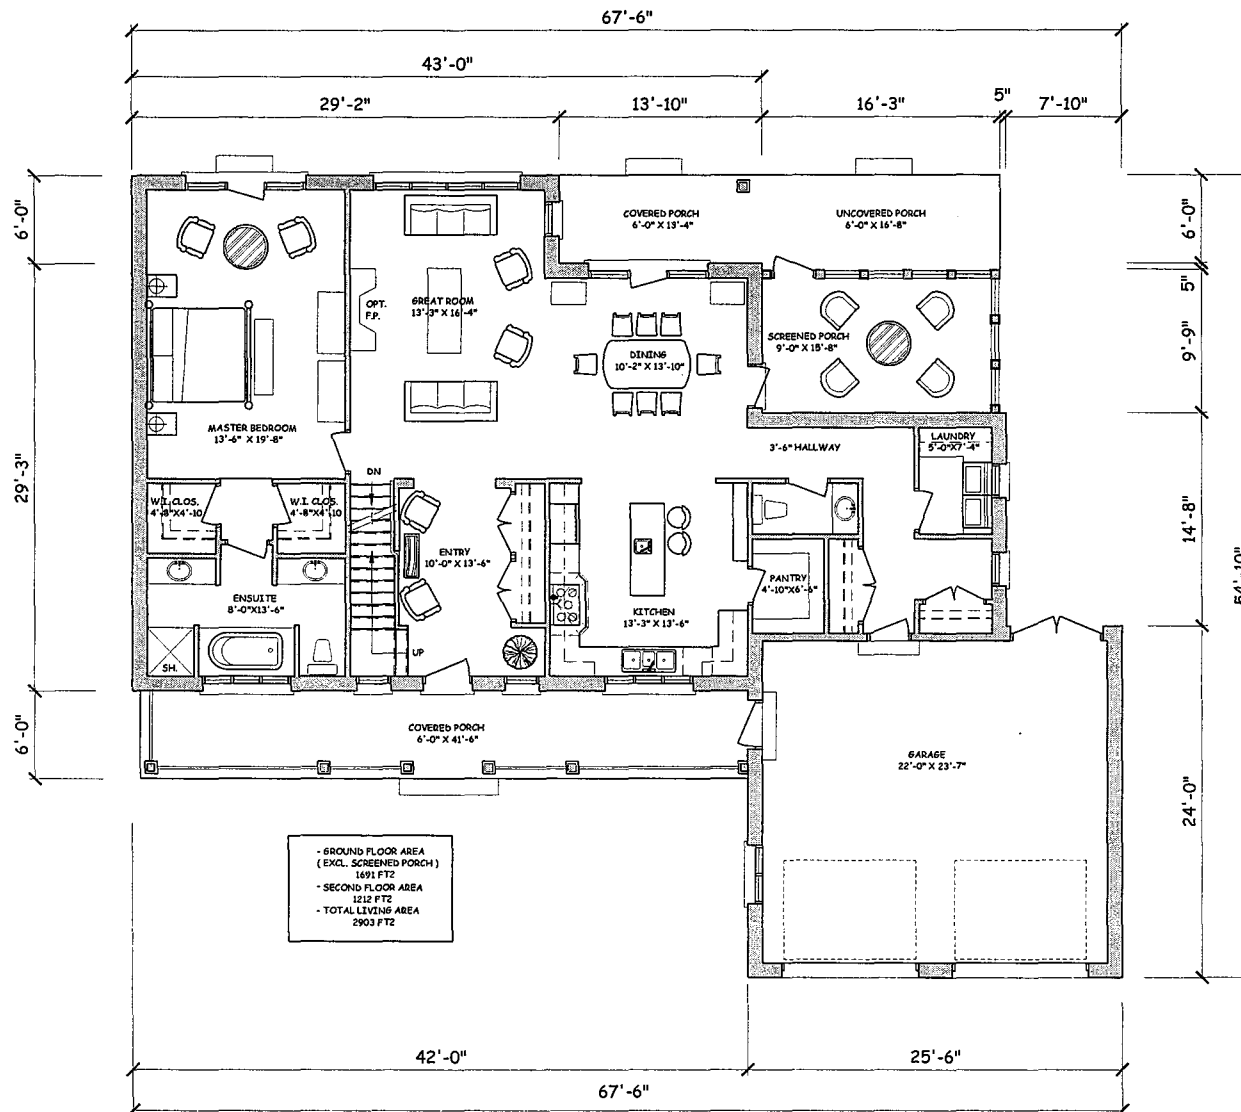 67'-6"
43'-0"
29'-2"
13'-10"
16'-3"
5"
7'-10"
6'-0"
29'-3"
6'-0"
6'-0"
5"
9'-9"
14'-8"
24'-0"
54'-10"
COVERED PORCH
6'-0" X 13'-4"
UNCOVERED PORCH
6'-0" X 16'-8"
OPT.
F.P.
GREAT ROOM
13'-3" X 16'-4"
SCREENED PORCH
9'-0" X 15'-8"
DINING
10'-2" X 13'-10"
MASTER BEDROOM
13'-6" X 19'-8"
3'-6" HALLWAY
LAUNDRY
5'-0"X7'-4"
DN
W.I. CLOS.
4'-8"X4'-10
W.I. CLOS.
4'-8"X4'-10
ENTRY
10'-0" X 13'-6"
PANTRY
4'-10"X6'-6"
ENSUITE
8'-0"X13'-6"
KITCHEN
13'-3" X 13'-6"
SH.
UP
COVERED PORCH
6'-0" X 41'-6"
GARAGE
22'-0" X 23'-7"
- GROUND FLOOR AREA
( EXCL. SCREENED PORCH )
1691 FT2
- SECOND FLOOR AREA
1212 FT2
- TOTAL LIVING AREA
2903 FT2
42'-0"
25'-6"
67'-6"